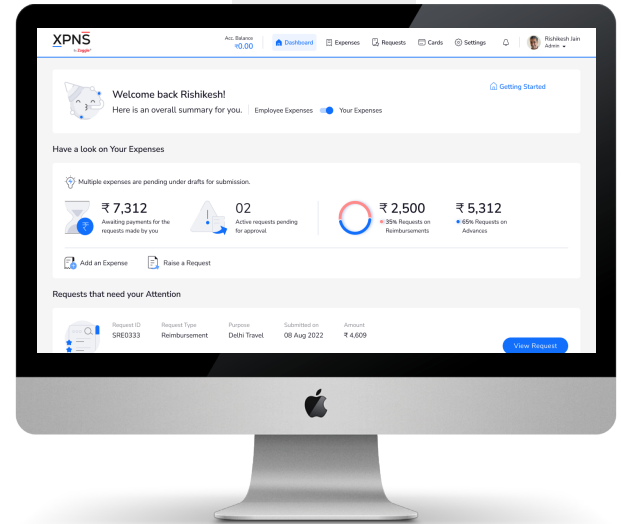 XPNS
by Zaggle
Acc. Balance
₹0.00
Dashboard
Expenses
Requests
Cards
Settings
Rishikesh Jain
Admin
Welcome back Rishikesh!
Here is an overall summary for you.
Employee Expenses
Your Expenses
Getting Started
Have a look on Your Expenses
Multiple expenses are pending under drafts for submission.
₹ 7,312
Awaiting payments for the
requests made by you
02
Active requests pending
for approval
₹ 2,500
35% Requests on
Reimbursements
₹ 5,312
65% Requests on
Advances
Add an Expense
Raise a Request
Requests that need your Attention
Request ID
SRE0333
Request Type
Reimbursement
Purpose
Delhi Travel
Submitted on
08 Aug 2022
Amount
₹ 4,609
View Request